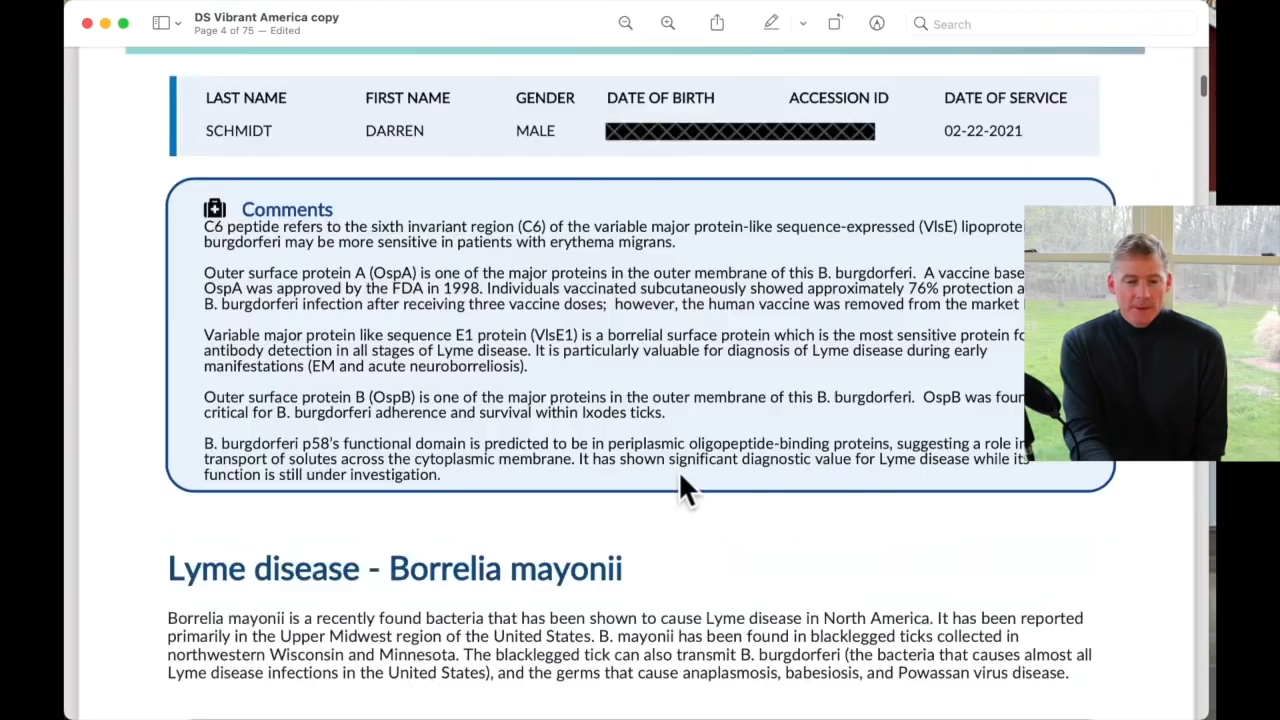 DS Vibrant America copy
Page 4 of 75 — Edited
Search
LAST NAME FIRST NAME GENDER DATE OF BIRTH ACCESSION ID DATE OF SERVICE
SCHMIDT DARREN MALE 02-22-2021
Comments
C6 peptide refers to the sixth invariant region (C6) of the variable major protein-like sequence-expressed (VlsE) lipoprotei
burgdorferi may be more sensitive in patients with erythema migrans.
Outer surface protein A (OspA) is one of the major proteins in the outer membrane of this B. burgdorferi. A vaccine base
OspA was approved by the FDA in 1998. Individuals vaccinated subcutaneously showed approximately 76% protection a
B. burgdorferi infection after receiving three vaccine doses; however, the human vaccine was removed from the market
Variable major protein like sequence E1 protein (VlsE1) is a borrelial surface protein which is the most sensitive protein fo
antibody detection in all stages of Lyme disease. It is particularly valuable for diagnosis of Lyme disease during early
manifestations (EM and acute neuroborreliosis).
Outer surface protein B (OspB) is one of the major proteins in the outer membrane of this B. burgdorferi. OspB was foun
critical for B. burgdorferi adherence and survival within Ixodes ticks.
B. burgdorferi p58's functional domain is predicted to be in periplasmic oligopeptide-binding proteins, suggesting a role in
transport of solutes across the cytoplasmic membrane. It has shown significant diagnostic value for Lyme disease while its
function is still under investigation.
Lyme disease - Borrelia mayonii
Borrelia mayonii is a recently found bacteria that has been shown to cause Lyme disease in North America. It has been reported
primarily in the Upper Midwest region of the United States. B. mayonii has been found in blacklegged ticks collected in
northwestern Wisconsin and Minnesota. The blacklegged tick can also transmit B. burgdorferi (the bacteria that causes almost all
Lyme disease infections in the United States), and the germs that cause anaplasmosis, babesiosis, and Powassan virus disease.